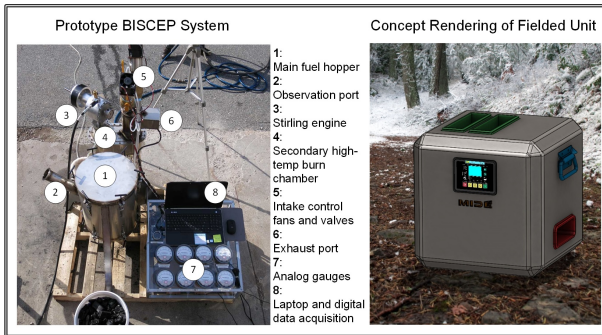 Prototype BISCEP System
Concept Rendering of Fielded Unit
5
3
6
4
1
2
8
7
1:
Main fuel hopper
2:
Observation port
3:
Stirling engine
4:
Secondary high-
temp burn
chamber
5:
Intake control
fans and valves
6:
Exhaust port
7:
Analog gauges
8:
Laptop and digital
data acquisition
MIDE